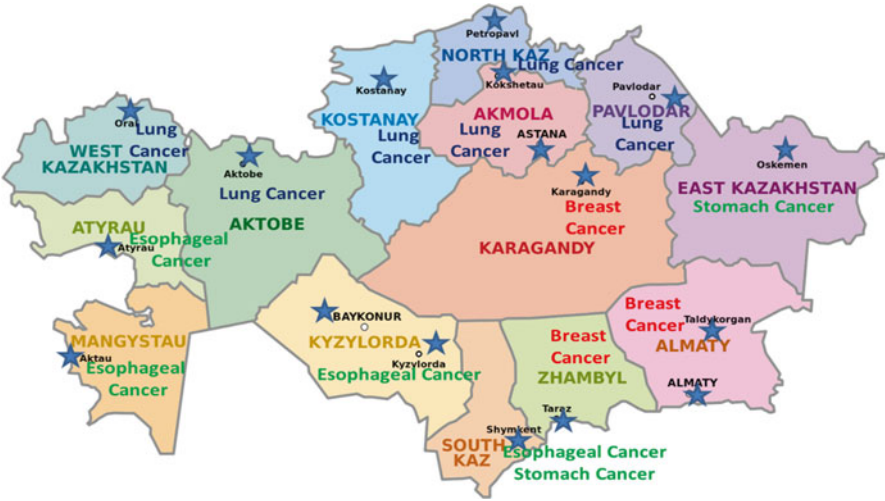 Petropavl
NORTH KAZ
Lung Cancer
Kokshetau
Kostanay
KOSTANAY
Lung
Cancer
AKMOLA
Lung
Cancer
ASTANA
Pavlodar
PAVLODAR
Lung
Cancer
Oral
Lung
Cancer
WEST
KAZAKHSTAN
Aktobe
Lung Cancer
AKTOBE
Karagandy
Breast
Cancer
KARAGANDY
Oskemen
EAST KAZAKHSTAN
Stomach Cancer
ATYRAU
Atyrau
Esophageal
Cancer
MANGYSTAU
Aktau
Esophageal
Cancer
BAYKONUR
KYZYLORDA
Kyzylorda
Esophageal Cancer
Breast
Cancer
ZHAMBYL
Taraz
Breast
Cancer
Taldykorgan
ALMATY
ALMATY
Shymkent
SOUTH
KAZ
Esophageal Cancer
Stomach Cancer